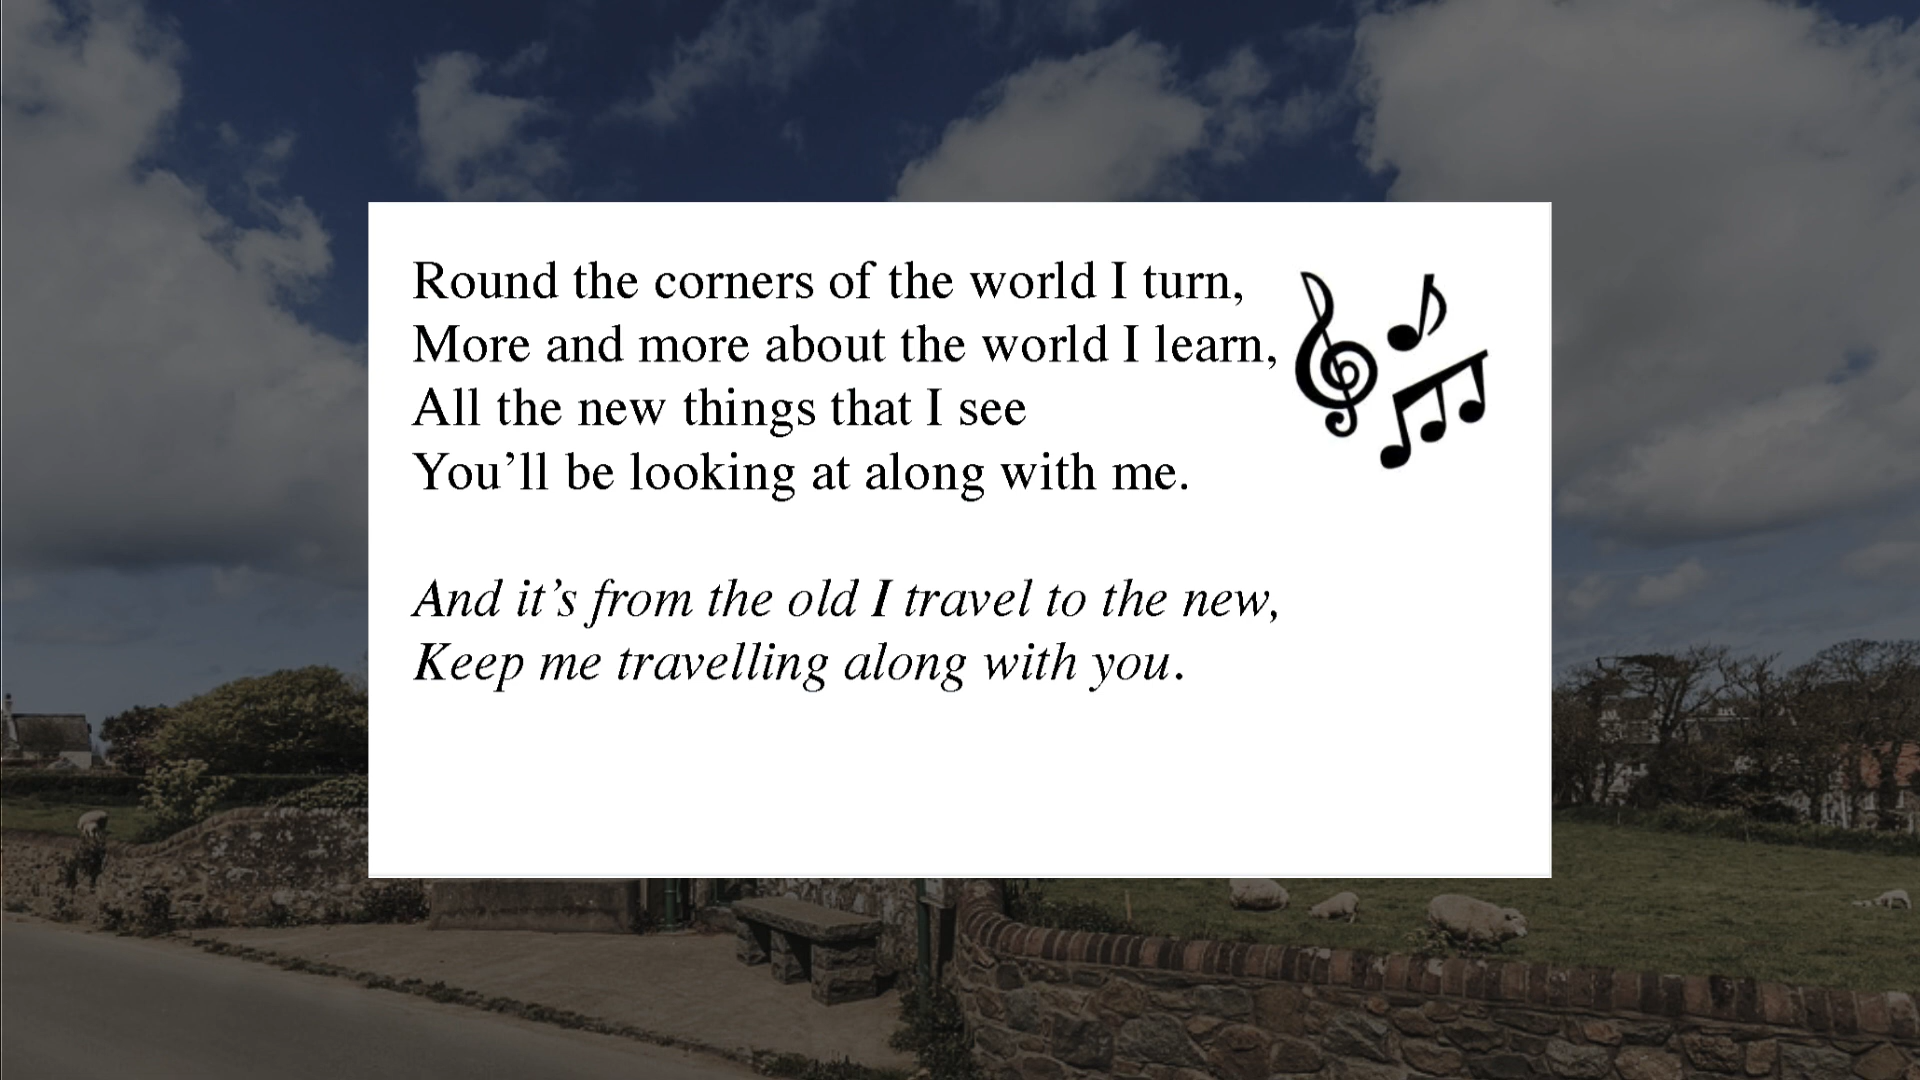 Round the corners of the world I turn,
More and more about the world I learn,
All the new things that I see
You’ll be looking at along with me.
And it’s from the old I travel to the new,
Keep me travelling along with you.